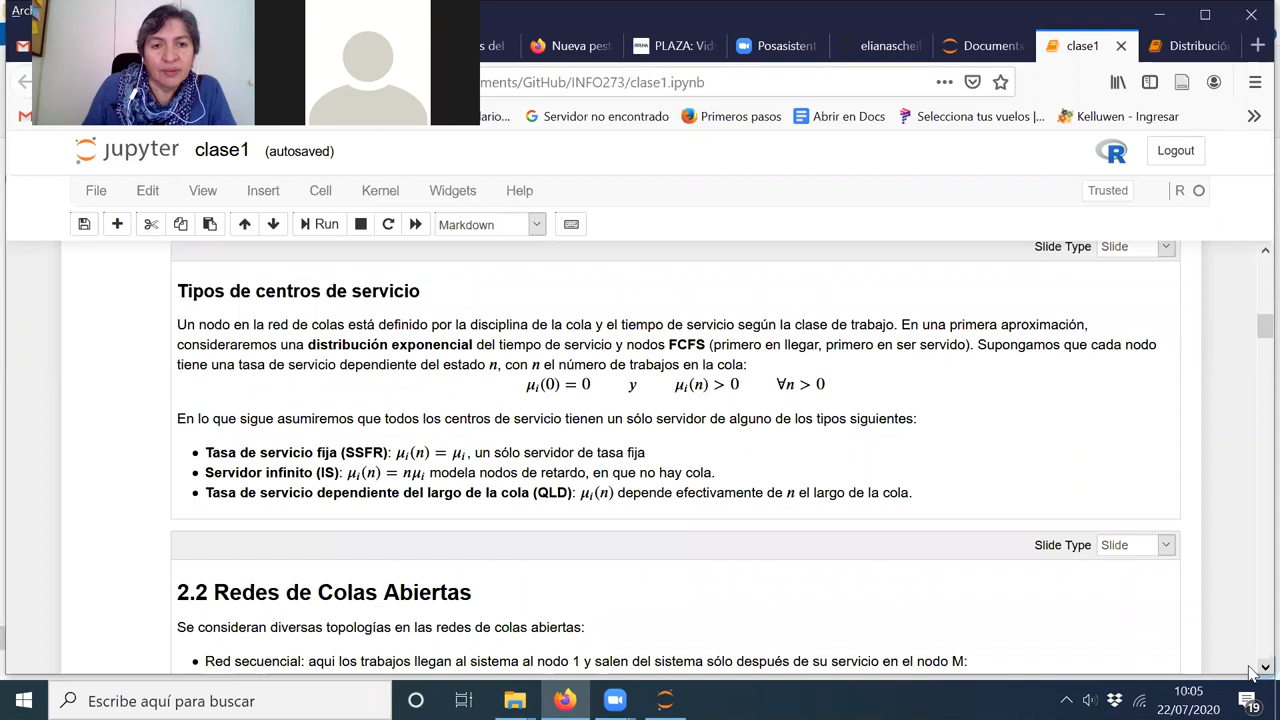 Arch
s del
Nueva pest
PLAZA: Vid
Posasistent
elianaschei
Documents
clase1
Distribució
ments/GitHub/INFO273/clase1.ipynb
ario...
Servidor no encontrado
Primeros pasos
Abrir en Docs
Selecciona tus vuelos |...
Kelluwen - Ingresar
jupyter clase1 (autosaved)
Logout
File Edit View Insert Cell Kernel Widgets Help
Trusted
R
Run
Markdown
Slide Type Slide
Tipos de centros de servicio
Un nodo en la red de colas está definido por la disciplina de la cola y el tiempo de servicio según la clase de trabajo. En una primera aproximación,
consideraremos una distribución exponencial del tiempo de servicio y nodos FCFS (primero en llegar, primero en ser servido). Supongamos que cada nodo
tiene una tasa de servicio dependiente del estado n, con n el número de trabajos en la cola:
μᵢ(0) = 0 y μᵢ(n) > 0 ∀n > 0
En lo que sigue asumiremos que todos los centros de servicio tienen un sólo servidor de alguno de los tipos siguientes:
• Tasa de servicio fija (SSFR): μᵢ(n) = μᵢ, un sólo servidor de tasa fija
• Servidor infinito (IS): μᵢ(n) = nμᵢ modela nodos de retardo, en que no hay cola.
• Tasa de servicio dependiente del largo de la cola (QLD): μᵢ(n) depende efectivamente de n el largo de la cola.
Slide Type Slide
2.2 Redes de Colas Abiertas
Se consideran diversas topologías en las redes de colas abiertas:
• Red secuencial: aqui los trabajos llegan al sistema al nodo 1 y salen del sistema sólo después de su servicio en el nodo M:
Escribe aquí para buscar
10:05
22/07/2020
19